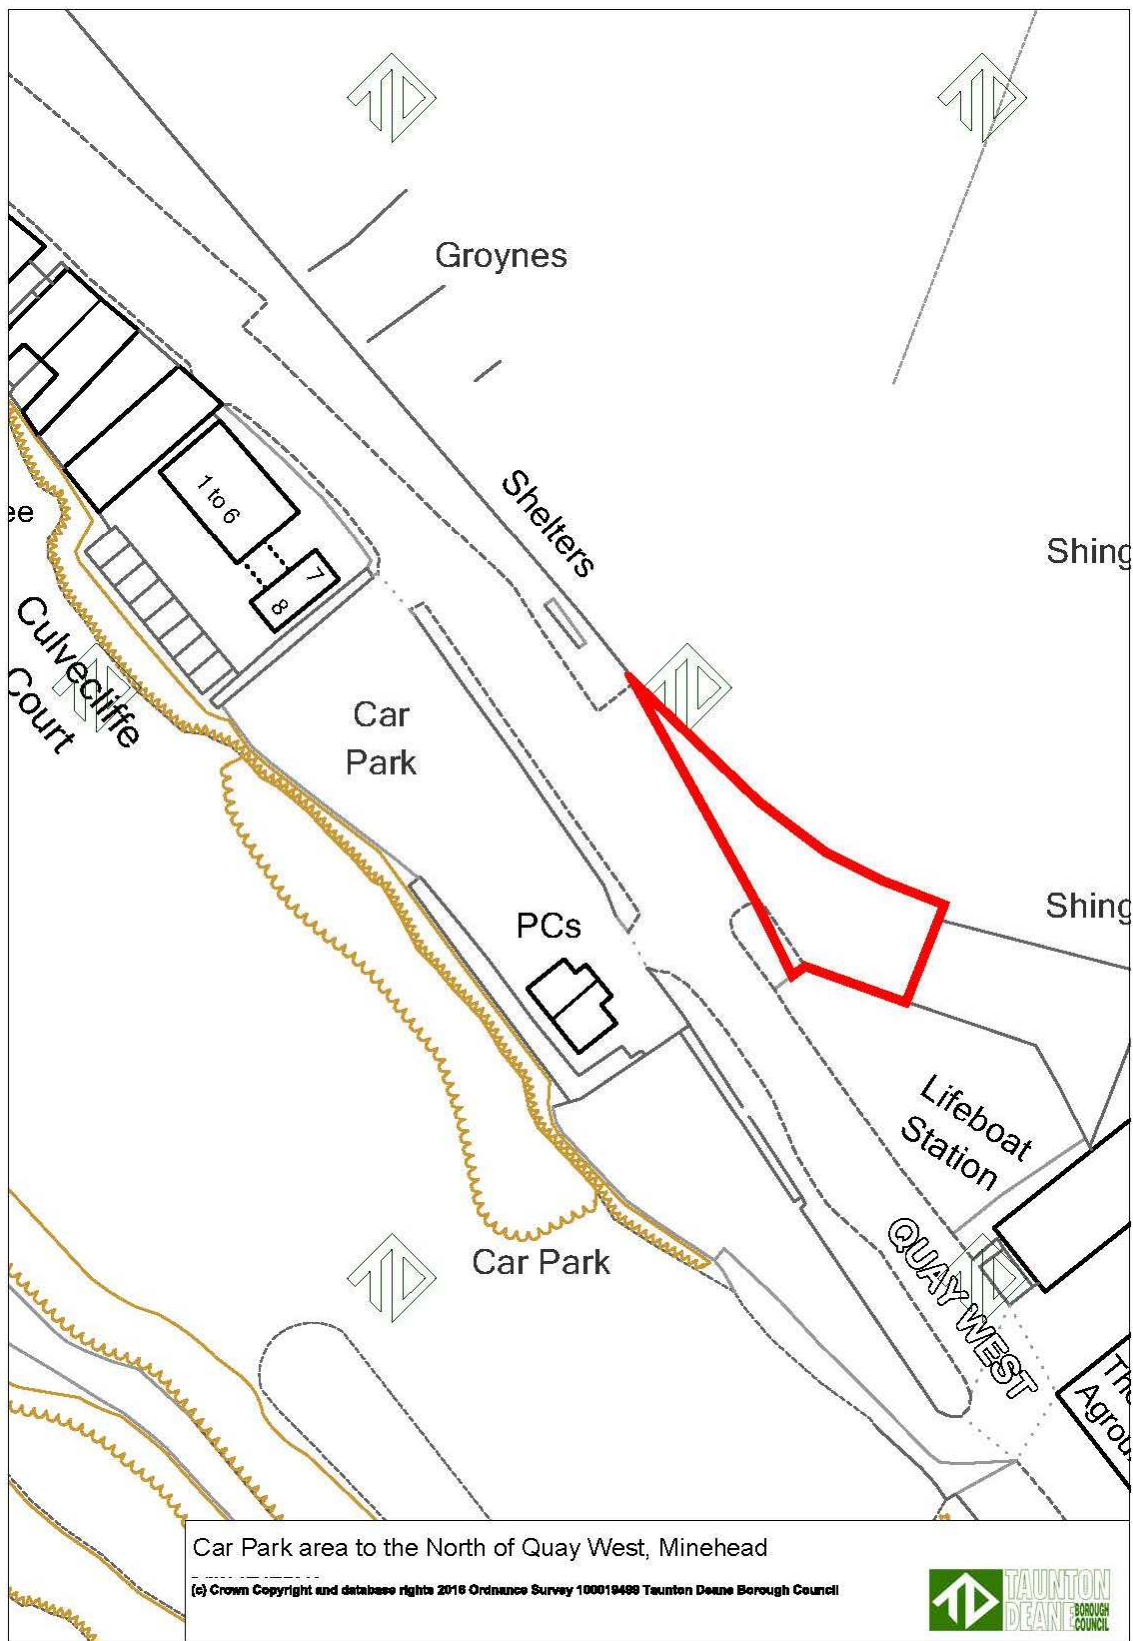 Groynes
Shelters
Shing
ee
1 to 6
7
8
Culvecliffe
Court
Car
Park
Shing
PCs
Lifeboat
Station
QUAY WEST
Car Park
Agrou
Car Park area to the North of Quay West, Minehead
(c) Crown Copyright and database rights 2016 Ordnance Survey 100019499 Taunton Deane Borough Council
TAUNTON
DEANE BOROUGH
COUNCIL